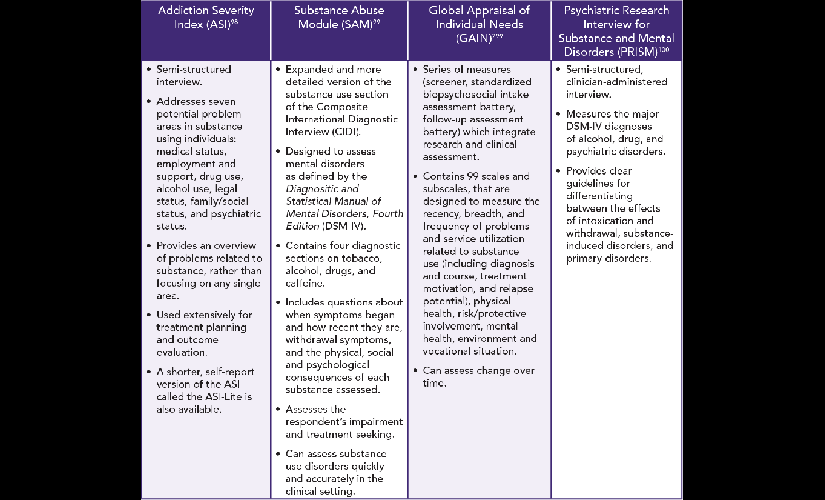 Addiction Severity
Index (ASI)98
• Semi-structured
interview.
• Addresses seven
potential problem
areas in substance
using individuals:
medical status,
employment and
support, drug use,
alcohol use, legal
status, family/social
status, and psychiatric
status.
• Provides an overview
of problems related to
substance, rather than
focusing on any single
area.
• Used extensively for
treatment planning
and outcome
evaluation.
• A shorter, self-report
version of the ASI
called the ASI-Lite is
also available.
Substance Abuse
Module (SAM)99
• Expanded and more
detailed version of the
substance use section
of the Composite
International Diagnostic
Interview (CIDI).
• Designed to assess
mental disorders
as defined by the
Diagnositic and
Statistical Manual of
Mental Disorders, Fourth
Edition (DSM IV).
• Contains four diagnostic
sections on tobacco,
alcohol, drugs, and
caffeine.
• Includes questions about
when symptoms began
and how recent they are,
withdrawal symptoms,
and the physical, social
and psychological
consequences of each
substance assessed.
• Assesses the
respondent's impairment
and treatment seeking.
• Can assess substance
use disorders quickly
and accurately in the
clinical setting.
Global Appraisal of
Individual Needs
(GAIN)299
• Series of measures
(screener, standardized
biopsychosocial intake
assessment battery,
follow-up assessment
battery) which integrate
research and clinical
assessment.
• Contains 99 scales and
subscales, that are
designed to measure the
recency, breadth, and
frequency of problems
and service utilization
related to substance
use (including diagnosis
and course, treatment
motivation, and relapse
potential), physical
health, risk/protective
involvement, mental
health, environment and
vocational situation.
• Can assess change over
time.
Psychiatric Research
Interview for
Substance and Mental
Disorders (PRISM)100
• Semi-structured,
clinician-administered
interview.
• Measures the major
DSM-IV diagnoses
of alcohol, drug, and
psychiatric disorders.
• Provides clear
guidelines for
differentiating
between the effects
of intoxication and
withdrawal, substance-
induced disorders, and
primary disorders.